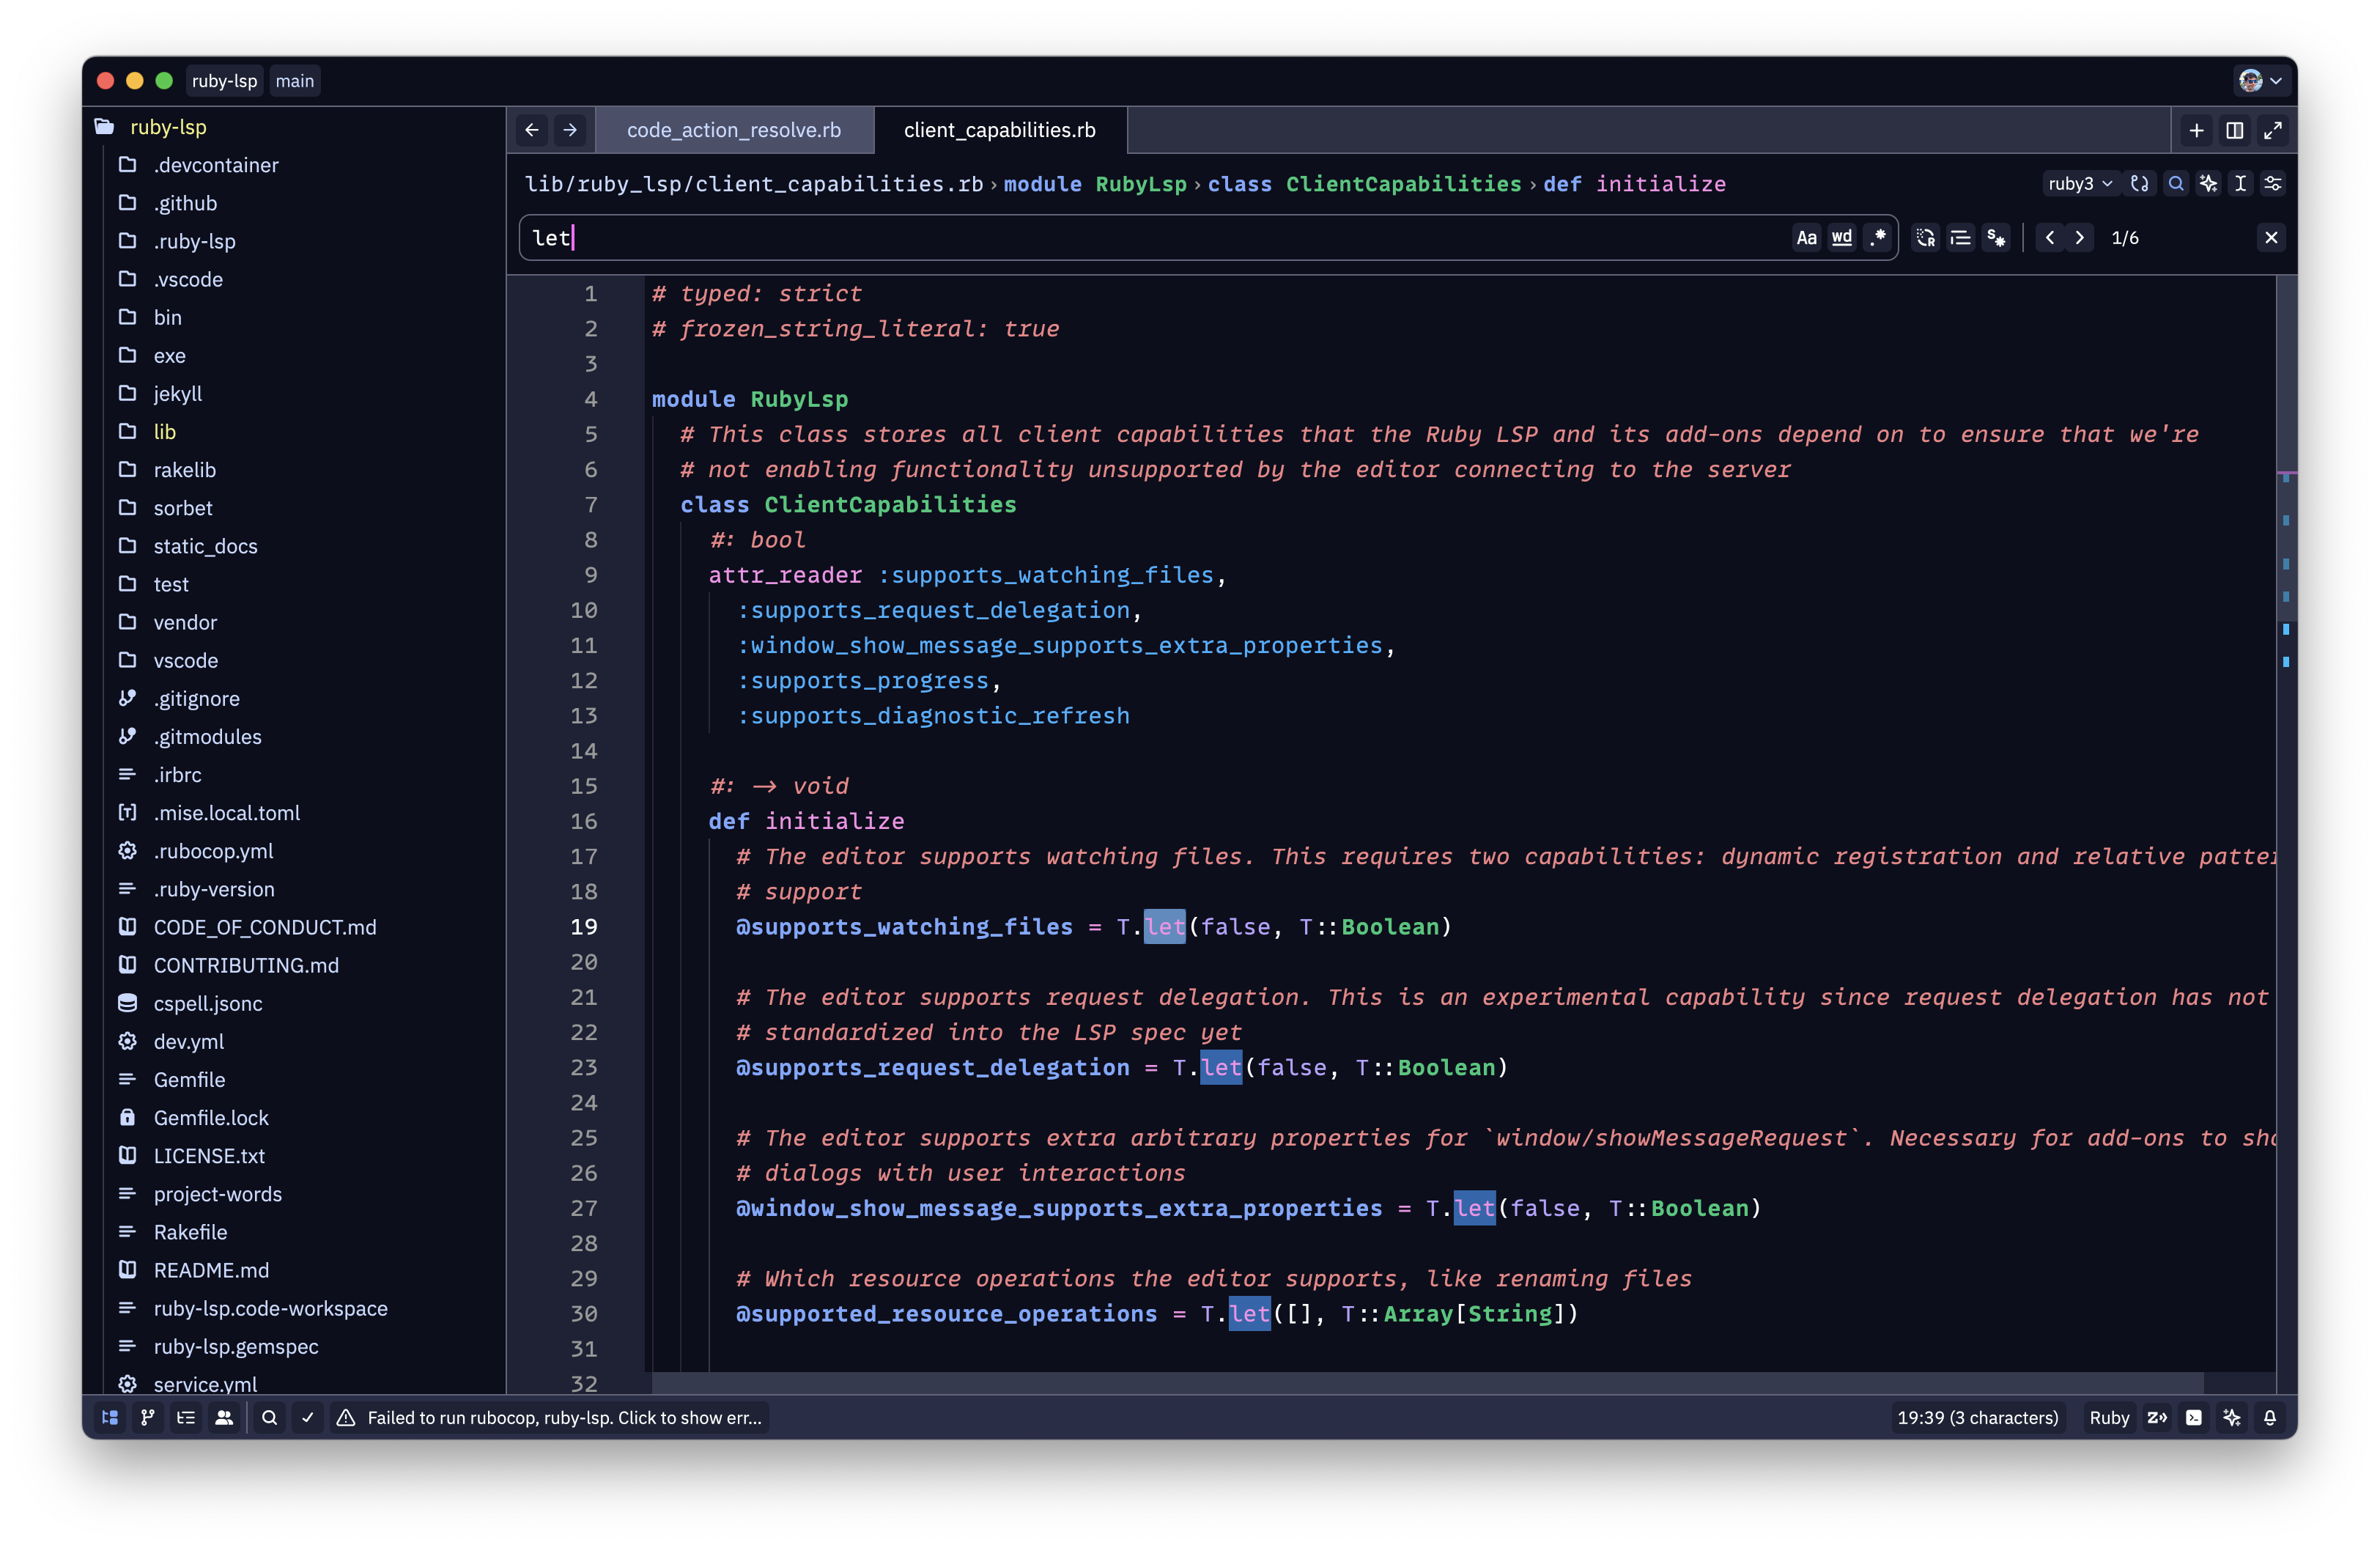 ruby-lsp main
ruby-lsp
.devcontainer
.github
.ruby-lsp
.vscode
bin
exe
jekyll
lib
rakelib
sorbet
static_docs
test
vendor
vscode
.gitignore
.gitmodules
.irbrc
.mise.local.toml
.rubocop.yml
.ruby-version
CODE_OF_CONDUCT.md
CONTRIBUTING.md
cspell.jsonc
dev.yml
Gemfile
Gemfile.lock
LICENSE.txt
project-words
Rakefile
README.md
ruby-lsp.code-workspace
ruby-lsp.gemspec
service.yml
code_action_resolve.rb client_capabilities.rb
lib/ruby_lsp/client_capabilities.rb › module RubyLsp › class ClientCapabilities › def initialize ruby3
let Aa wd .* 1/6
1 # typed: strict
2 # frozen_string_literal: true
3
4 module RubyLsp
5 # This class stores all client capabilities that the Ruby LSP and its add-ons depend on to ensure that we're
6 # not enabling functionality unsupported by the editor connecting to the server
7 class ClientCapabilities
8 #: bool
9 attr_reader :supports_watching_files,
10 :supports_request_delegation,
11 :window_show_message_supports_extra_properties,
12 :supports_progress,
13 :supports_diagnostic_refresh
14
15 #: -> void
16 def initialize
17 # The editor supports watching files. This requires two capabilities: dynamic registration and relative patter
18 # support
19 @supports_watching_files = T.let(false, T::Boolean)
20
21 # The editor supports request delegation. This is an experimental capability since request delegation has not
22 # standardized into the LSP spec yet
23 @supports_request_delegation = T.let(false, T::Boolean)
24
25 # The editor supports extra arbitrary properties for `window/showMessageRequest`. Necessary for add-ons to sho
26 # dialogs with user interactions
27 @window_show_message_supports_extra_properties = T.let(false, T::Boolean)
28
29 # Which resource operations the editor supports, like renaming files
30 @supported_resource_operations = T.let([], T::Array[String])
31
32
Failed to run rubocop, ruby-lsp. Click to show err... 19:39 (3 characters) Ruby